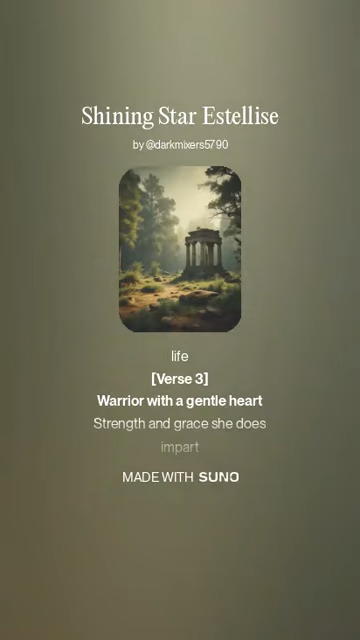 Shining Star Estellise
by @darkmixers5790
life
[Verse 3]
Warrior with a gentle heart
Strength and grace she does
impart
MADE WITH SUNO